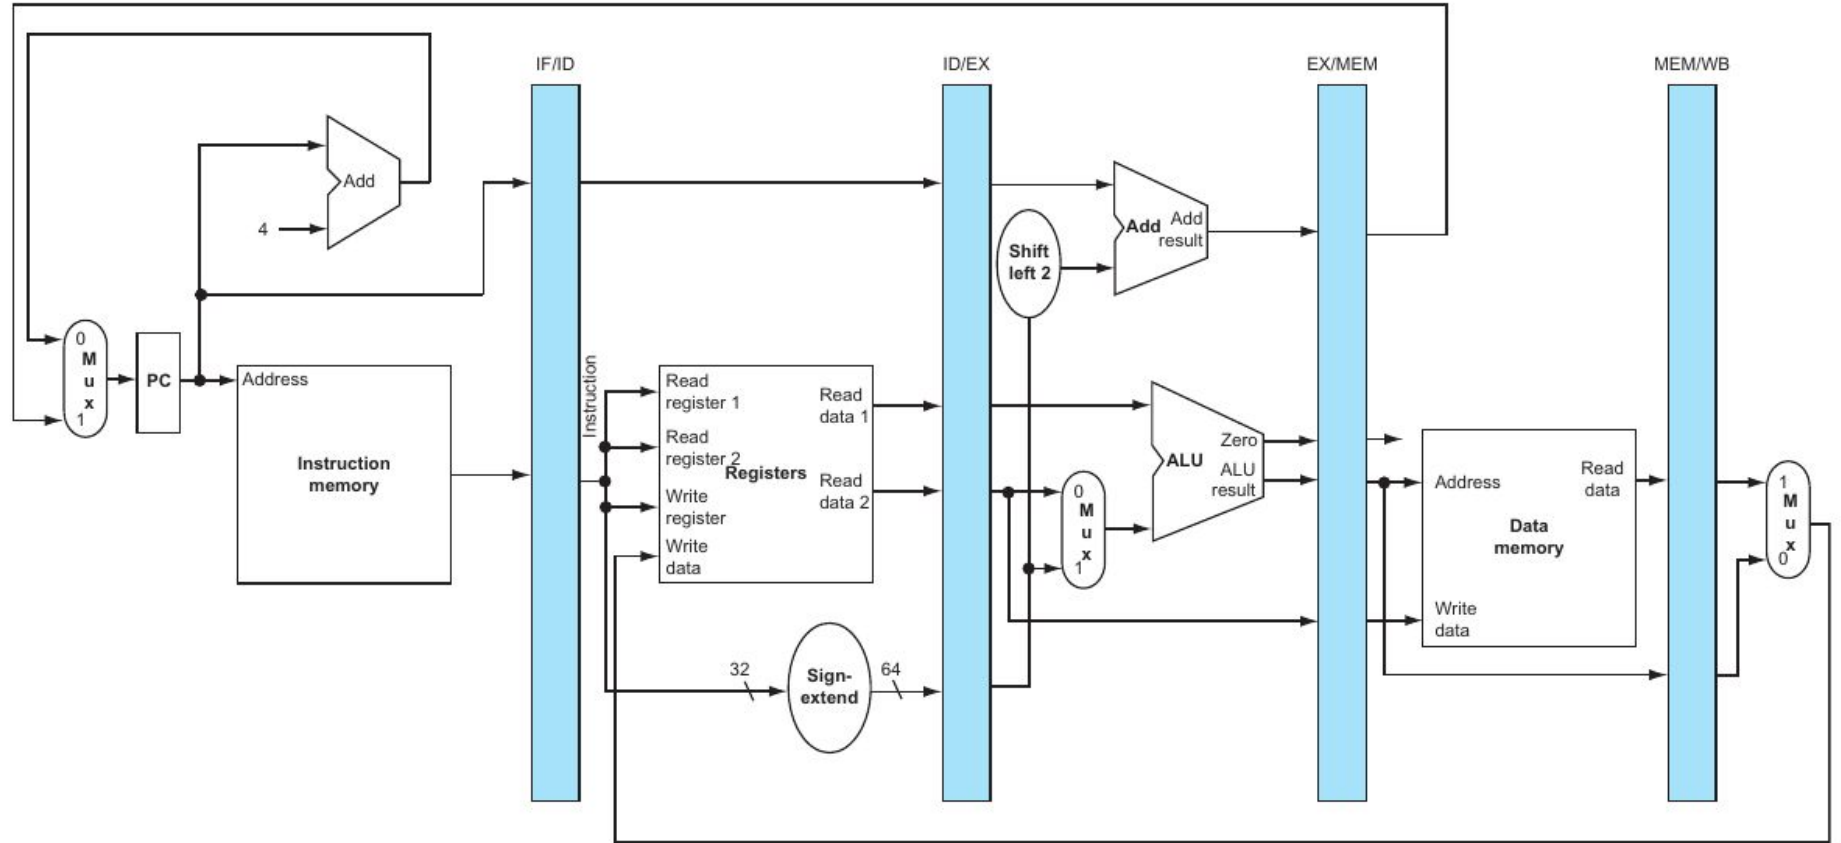 IF/ID
ID/EX
EX/MEM
MEM/WB
Add
4
0
M
u
x
1
PC
Address
Instruction
memory
Instruction
Read
register 1
Read
register 2
Registers
Write
register
Write
data
Read
data 1
Read
data 2
32
Sign-
extend
64
Shift
left 2
Add
Add
result
0
M
u
x
1
ALU
Zero
ALU
result
Address
Read
data
Data
memory
Write
data
1
M
u
x
0